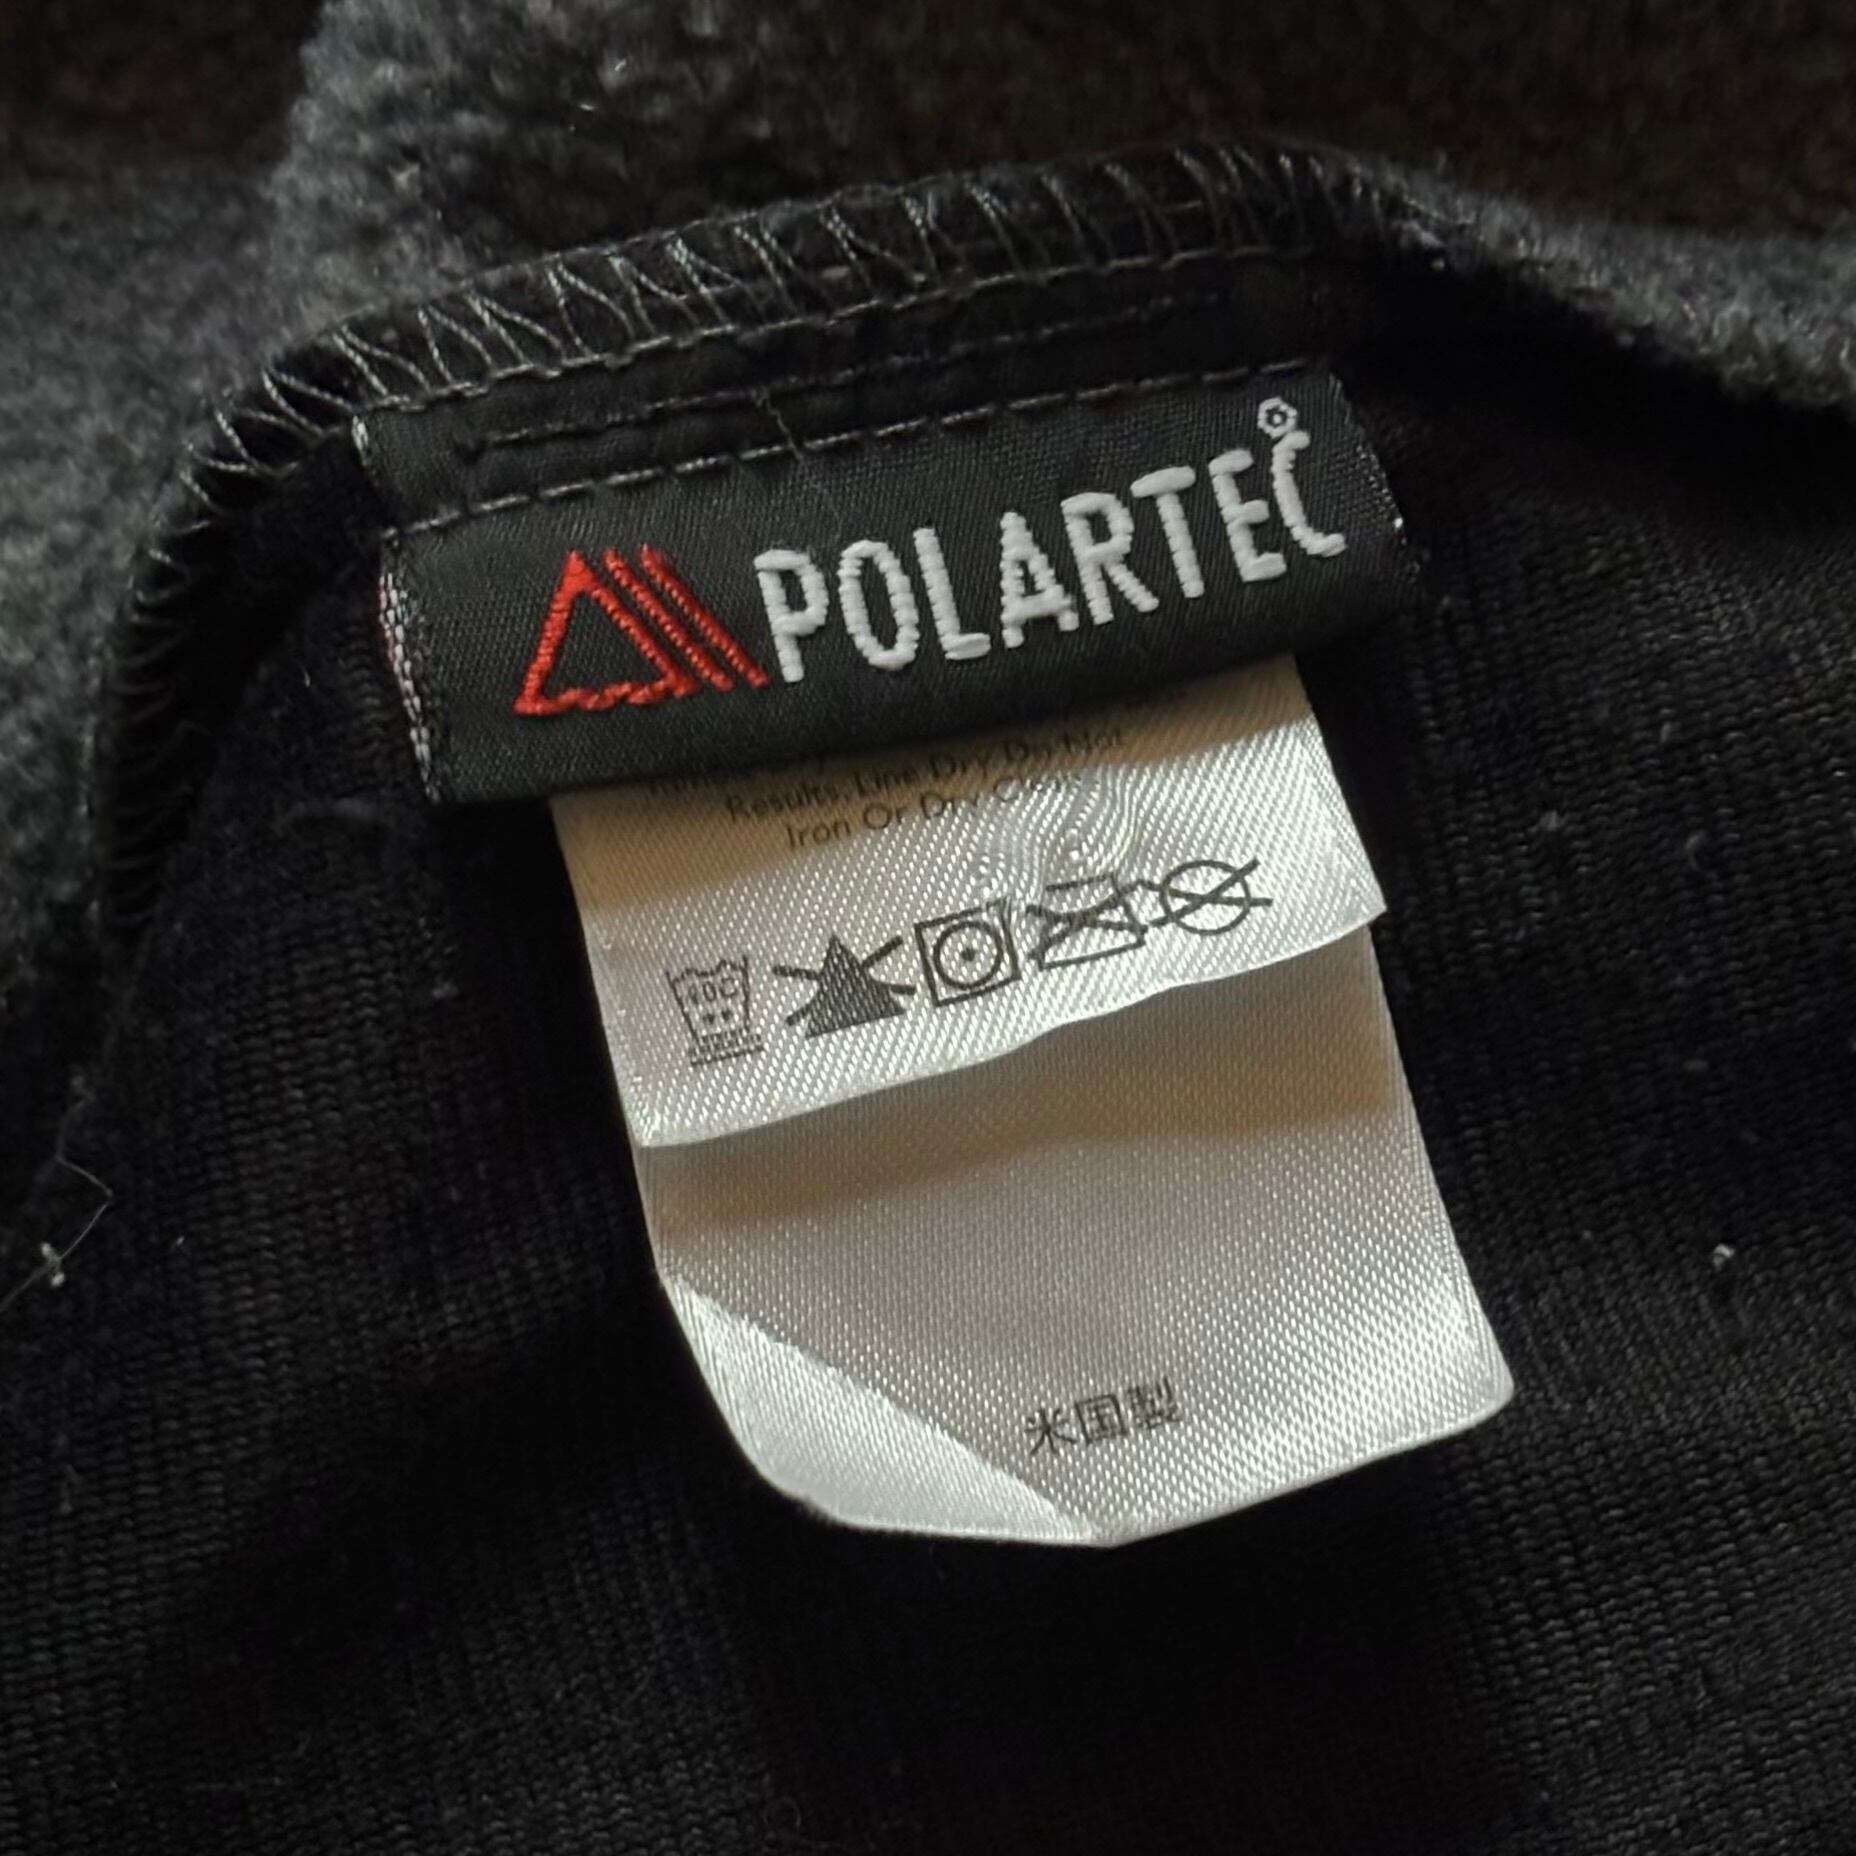 POLARTEC®
Results. Line Dry Do Not
Iron Or Dry Clean
40C
米国製